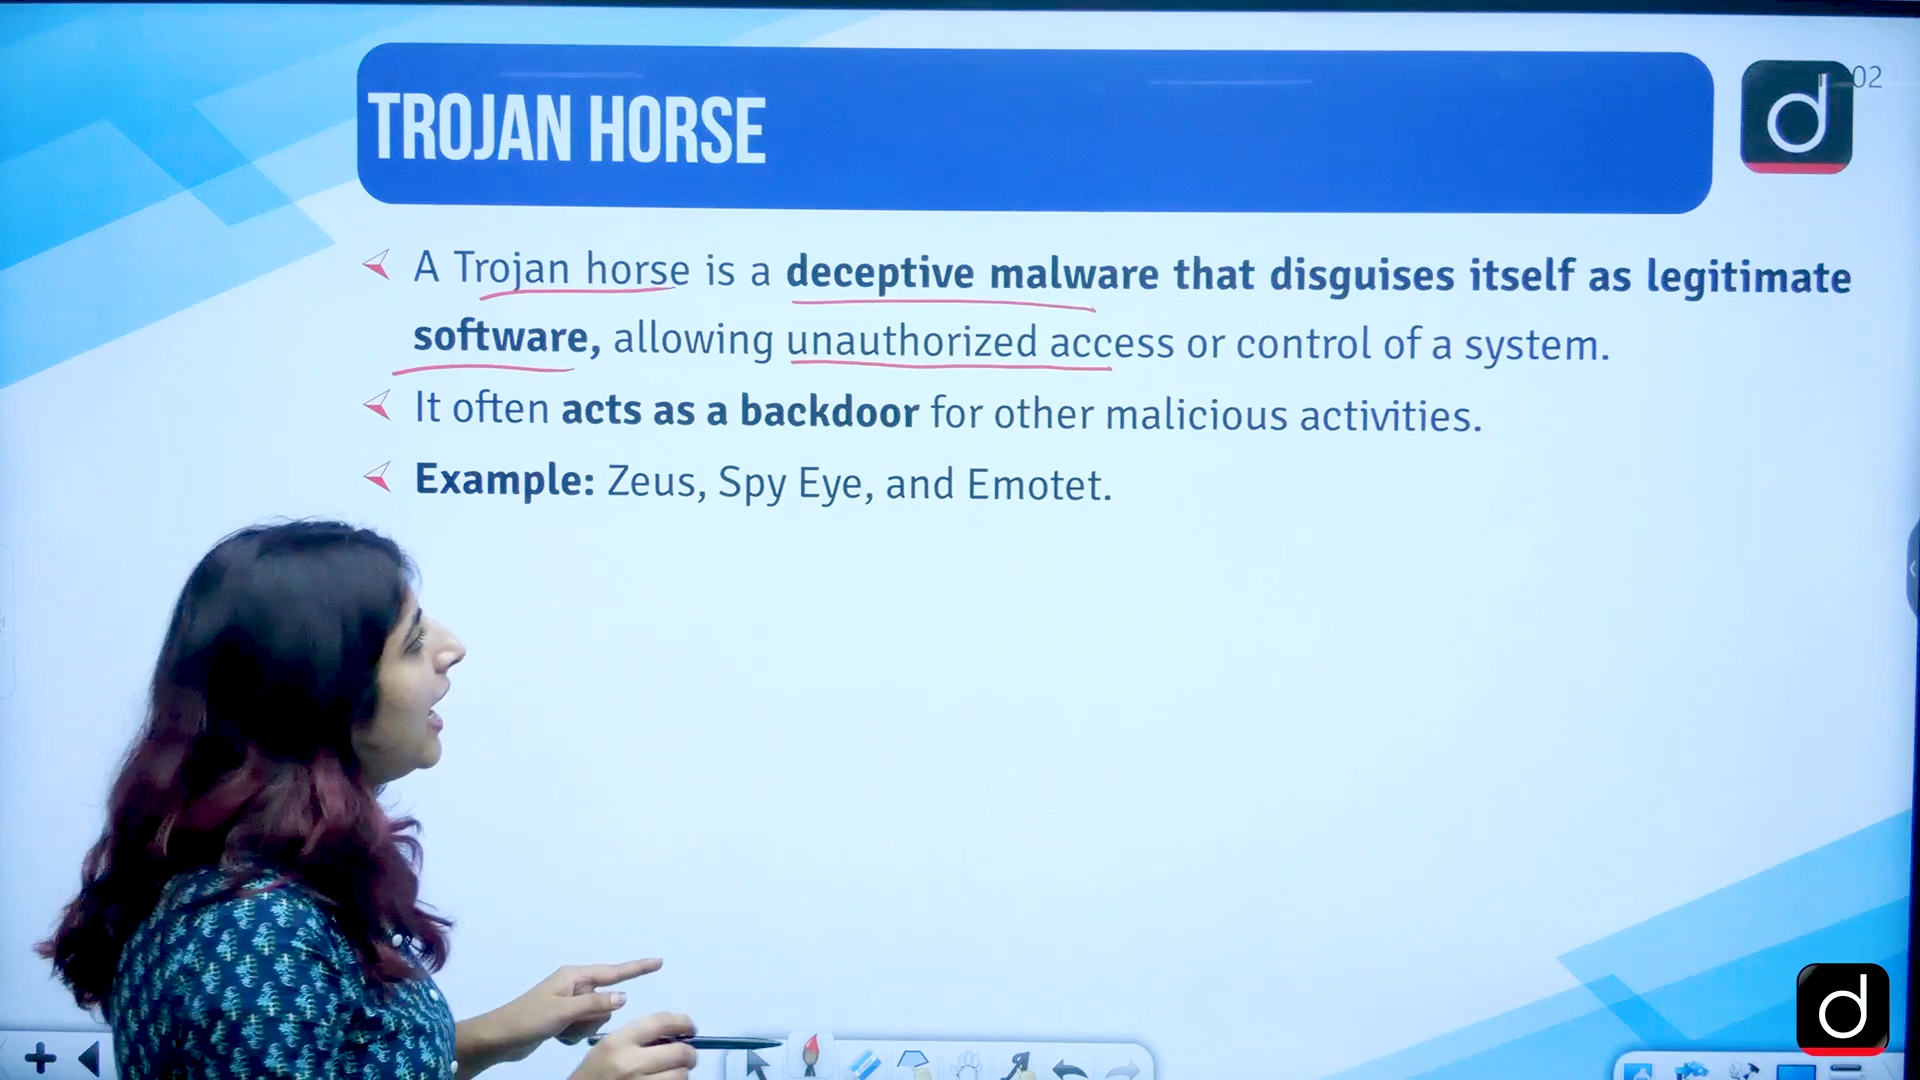 TROJAN HORSE
d
02
A Trojan horse is a deceptive malware that disguises itself as legitimate
software, allowing unauthorized access or control of a system.
It often acts as a backdoor for other malicious activities.
Example: Zeus, Spy Eye, and Emotet.
d